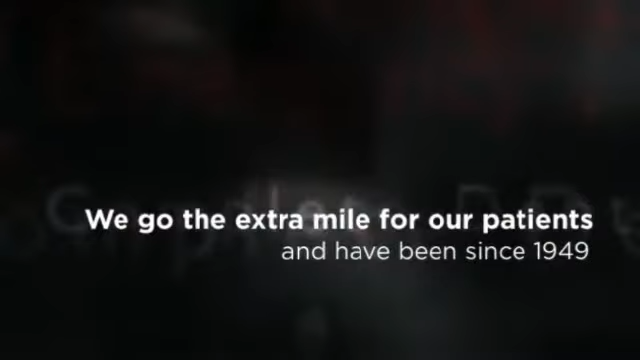 We go the extra mile for our patients
and have been since 1949